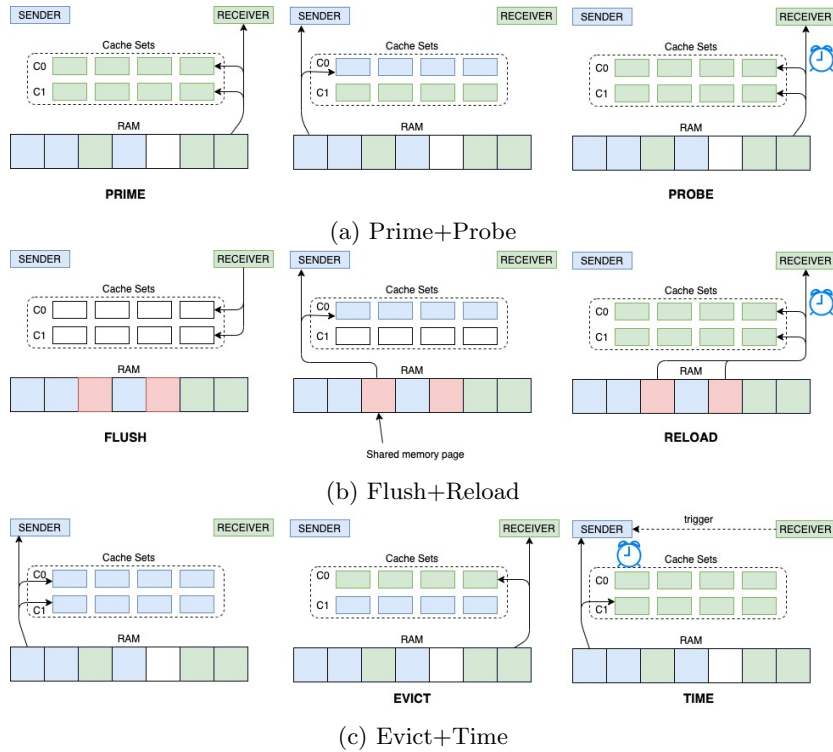 SENDER RECEIVER SENDER RECEIVER SENDER RECEIVER
Cache Sets Cache Sets Cache Sets
C0 C0 C0
C1 C1 C1
RAM RAM RAM
PRIME PROBE
(a) Prime+Probe
SENDER RECEIVER SENDER RECEIVER SENDER RECEIVER
Cache Sets Cache Sets Cache Sets
C0 C0 C0
C1 C1 C1
RAM RAM RAM
FLUSH RELOAD
Shared memory page
(b) Flush+Reload
SENDER RECEIVER SENDER RECEIVER SENDER trigger RECEIVER
Cache Sets Cache Sets Cache Sets
C0 C0 C0
C1 C1 C1
RAM RAM RAM
EVICT TIME
(c) Evict+Time